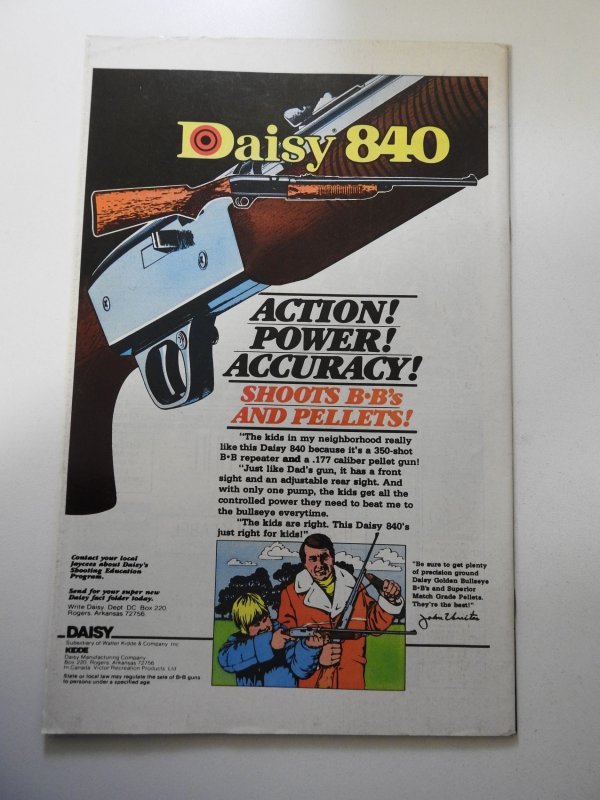 Daisy 840
ACTION!
POWER!
ACCURACY!
SHOOTS B•B's
AND PELLETS!
"The kids in my neighborhood really
like this Daisy 840 because it's a 350-shot
B•B repeater and a .177 caliber pellet gun!
"Just like Dad's gun, it has a front
sight and an adjustable rear sight. And
with only one pump, the kids get all the
controlled power they need to beat me to
the bullseye everytime.
"The kids are right. This Daisy 840's
just right for kids!"
Contact your local
jaycees about Daisy's
Shooting Education
Program.
Send for your super new
Daisy fact folder today.
Write Daisy, Dept DC Box 220,
Rogers, Arkansas 72756.
DAISY
Subsidiary of Walter Kidde & Company Inc
KIDDE
Daisy Manufacturing Company
Box 220, Rogers, Arkansas 72756
In Canada Victor Recreation Products Ltd
State or local law may regulate the sale of B•B guns
to persons under a specified age.
"Be sure to get plenty
of precision ground
Daisy Golden Bullseye
B•B's and Superior
Match Grade Pellets.
They're the best!"